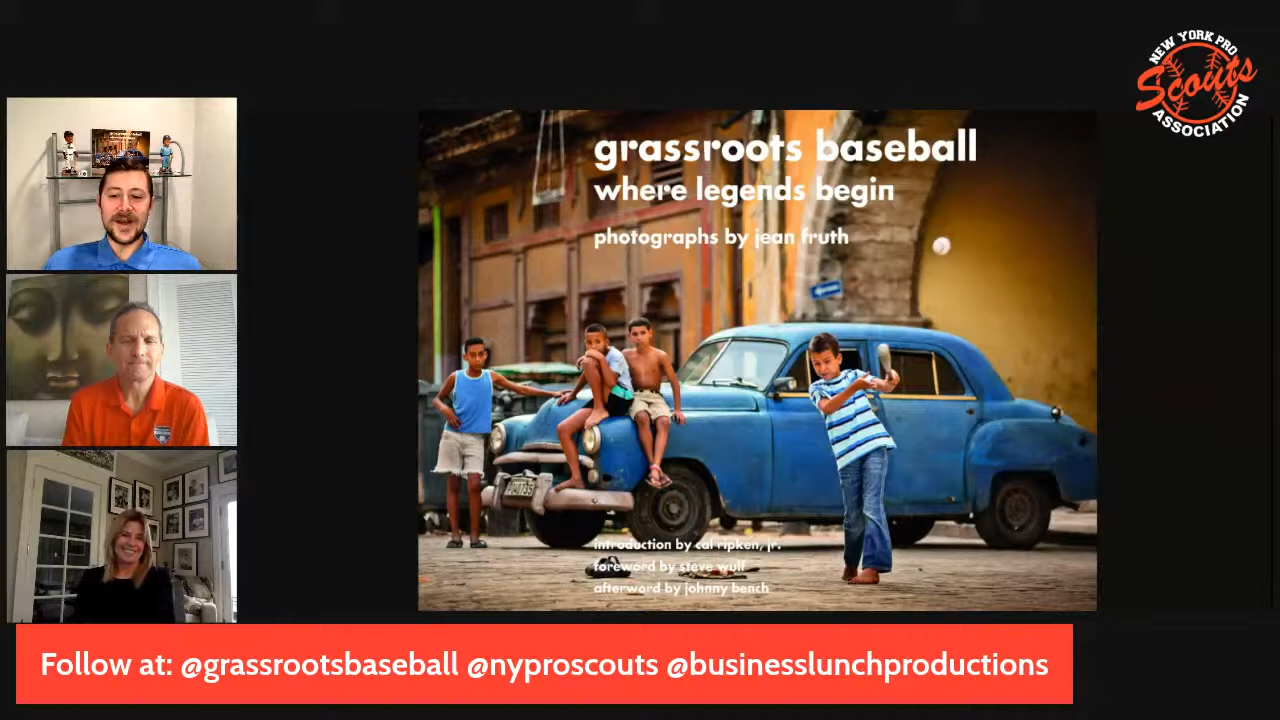 NEW YORK PRO
Scouts
ASSOCIATION
grassroots baseball
where legends begin
photographs by jean fruth
introduction by cal ripken, jr.
foreword by steve wulf
afterword by johnny bench
Follow at: @grassrootsbaseball @nyproscouts @businesslunchproductions